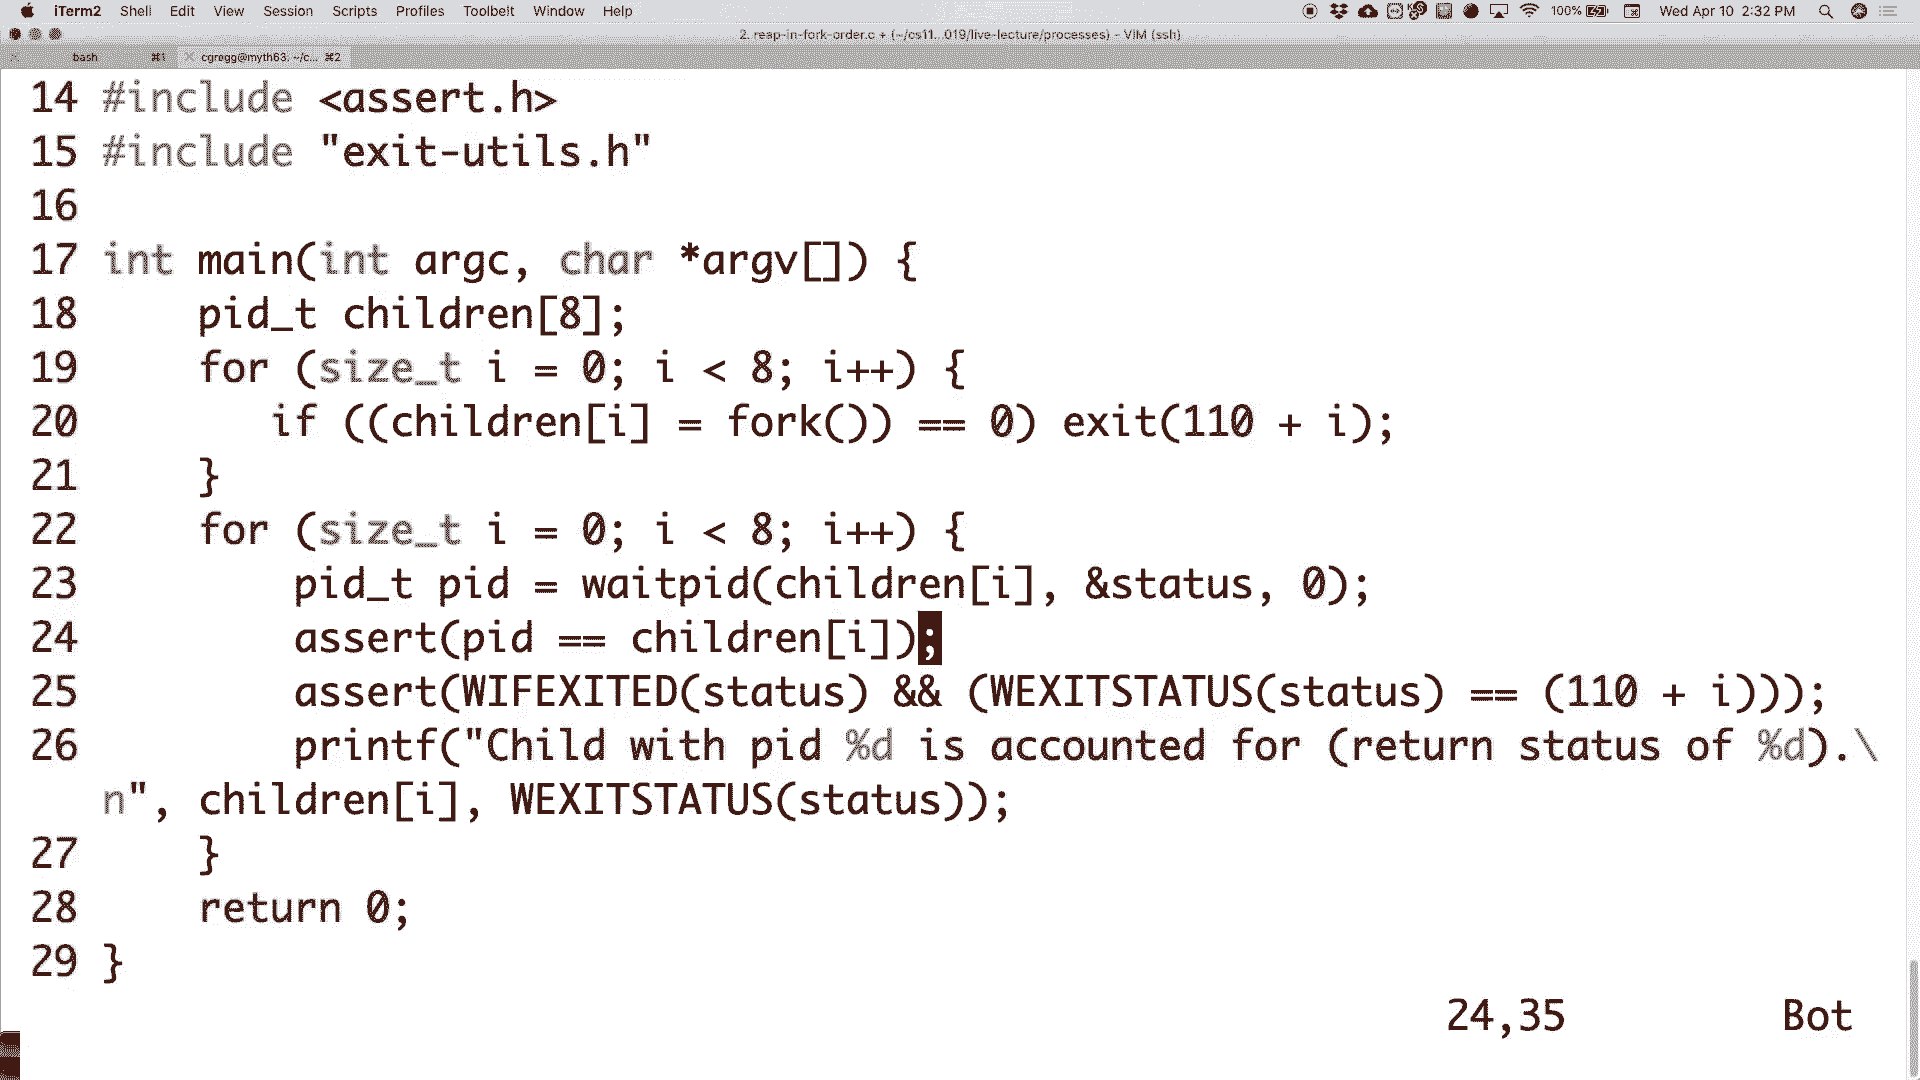 iTerm2 Shell Edit View Session Scripts Profiles Toolbelt Window Help 100% Wed Apr 10 2:32 PM
2. reap-in-fork-order.c + (~/cs11...019/live-lecture/processes) - VIM (ssh)
bash ⌘1 cgregg@myth63: ~/c... ⌘2
14 #include <assert.h>
15 #include "exit-utils.h"
16
17 int main(int argc, char *argv[]) {
18     pid_t children[8];
19     for (size_t i = 0; i < 8; i++) {
20        if ((children[i] = fork()) == 0) exit(110 + i);
21     }
22     for (size_t i = 0; i < 8; i++) {
23         pid_t pid = waitpid(children[i], &status, 0);
24         assert(pid == children[i]);
25         assert(WIFEXITED(status) && (WEXITSTATUS(status) == (110 + i)));
26         printf("Child with pid %d is accounted for (return status of %d).\
n", children[i], WEXITSTATUS(status));
27     }
28     return 0;
29 }
24,35 Bot